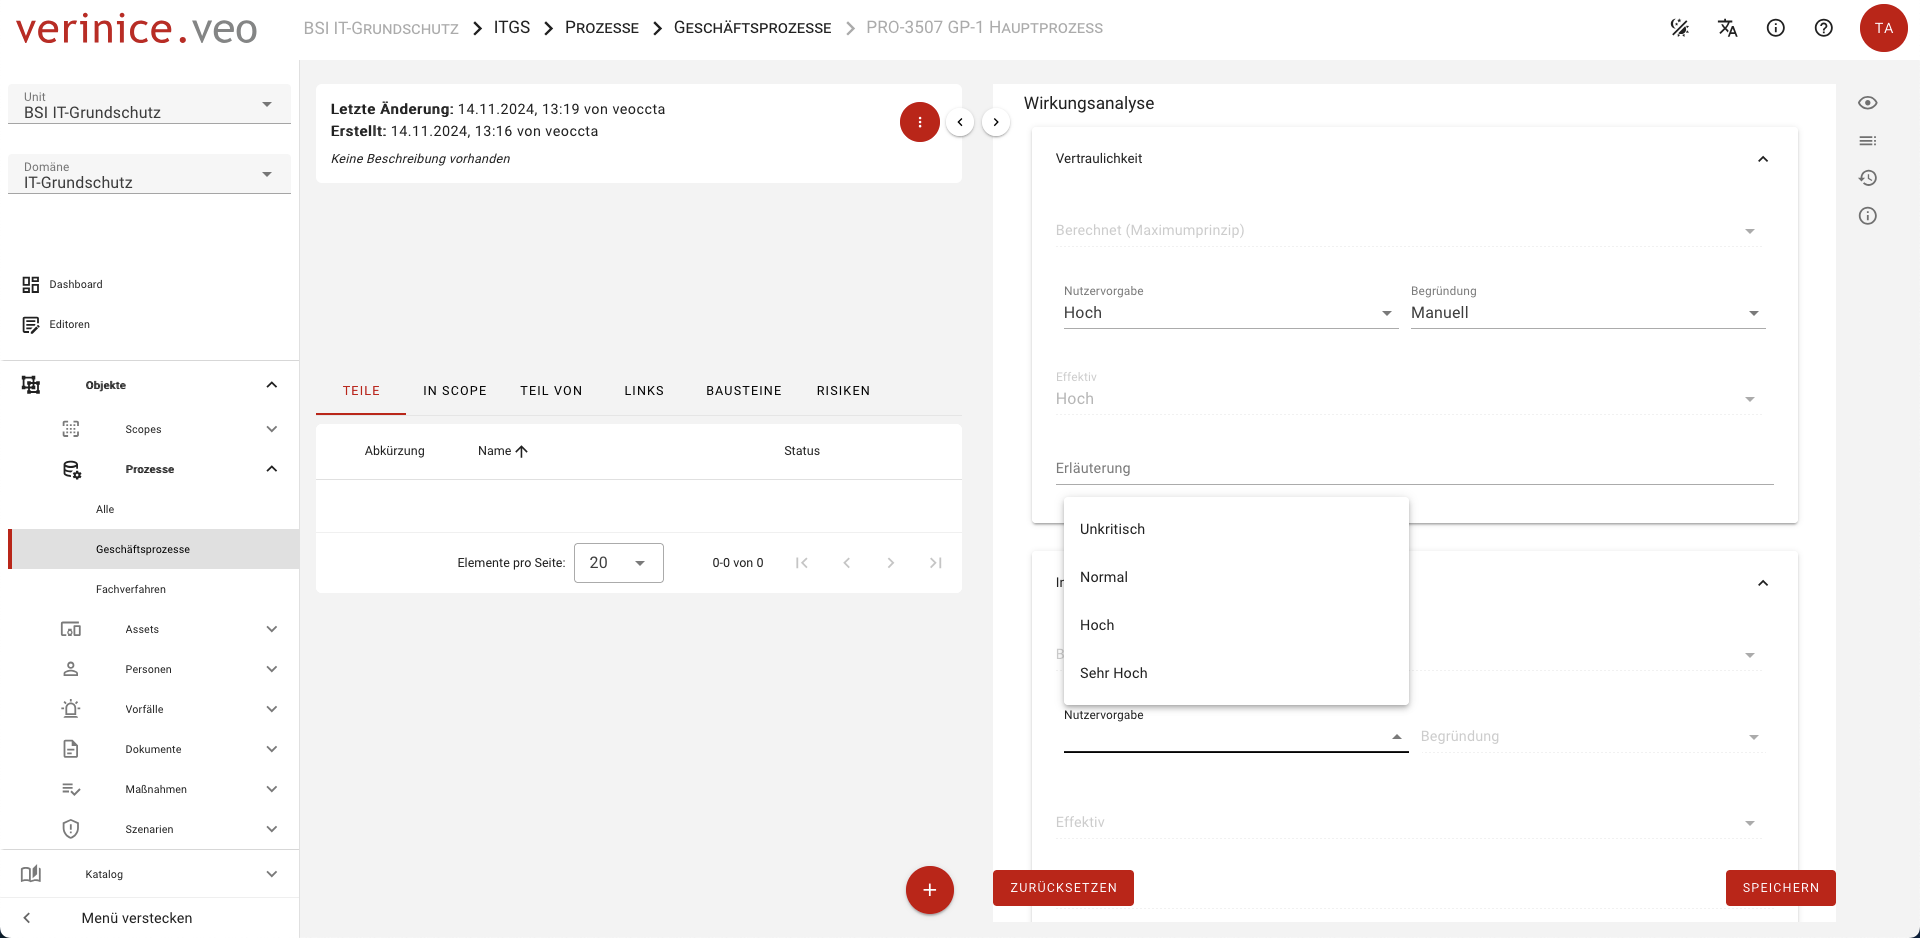 verinice.veo
BSI IT-Grundschutz
ITGS
Prozesse
Geschäftsprozesse
PRO-3507 GP-1 Hauptprozess
TA
Unit
BSI IT-Grundschutz
Domäne
IT-Grundschutz
Dashboard
Editoren
Objekte
Scopes
Prozesse
Alle
Geschäftsprozesse
Fachverfahren
Assets
Personen
Vorfälle
Dokumente
Maßnahmen
Szenarien
Katalog
Menü verstecken
Letzte Änderung: 14.11.2024, 13:19 von veoccta
Erstellt: 14.11.2024, 13:16 von veoccta
Keine Beschreibung vorhanden
TEILE IN SCOPE TEIL VON LINKS BAUSTEINE RISIKEN
Abkürzung Name Status
Elemente pro Seite: 20 0-0 von 0
Wirkungsanalyse
Vertraulichkeit
Berechnet (Maximumprinzip)
Nutzervorgabe
Hoch
Begründung
Manuell
Effektiv
Hoch
Erläuterung
Unkritisch
Normal
Hoch
Sehr Hoch
Nutzervorgabe
Begründung
Effektiv
ZURÜCKSETZEN
SPEICHERN